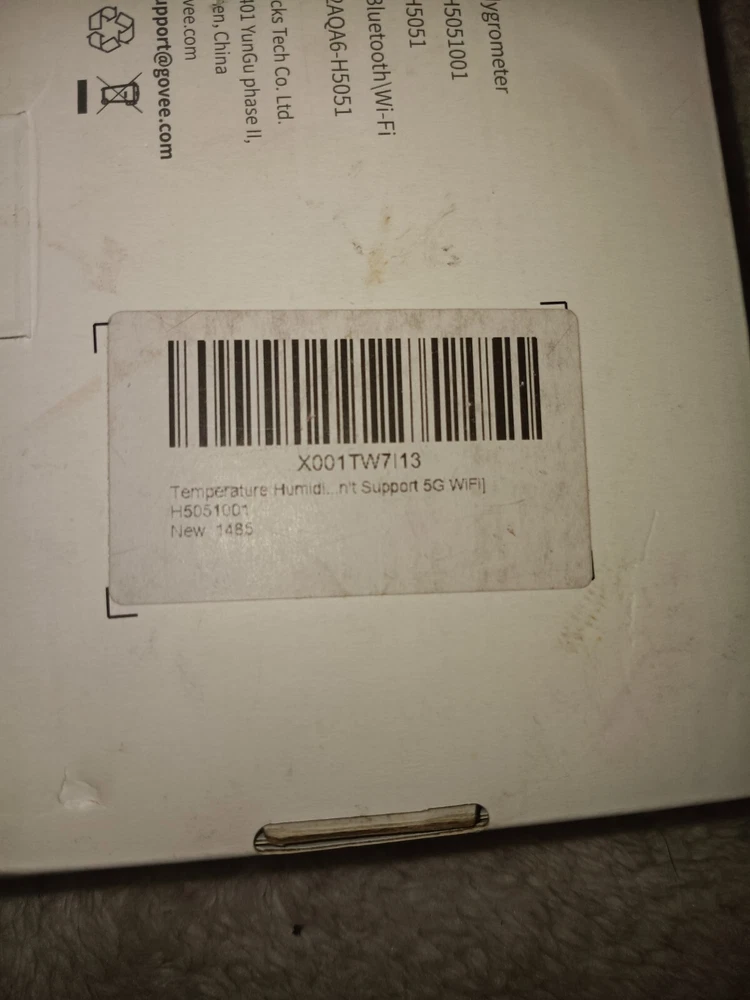 ygrometer
H5051001
H5051
Bluetooth\Wi-Fi
2AQA6-H5051
cks Tech Co. Ltd.
401 YunGu phase II,
en, China
vee.com
upport@govee.com
X001TW7I13
Temperature Humidi...n't Support 5G WiFi]
H5051001
New 1485